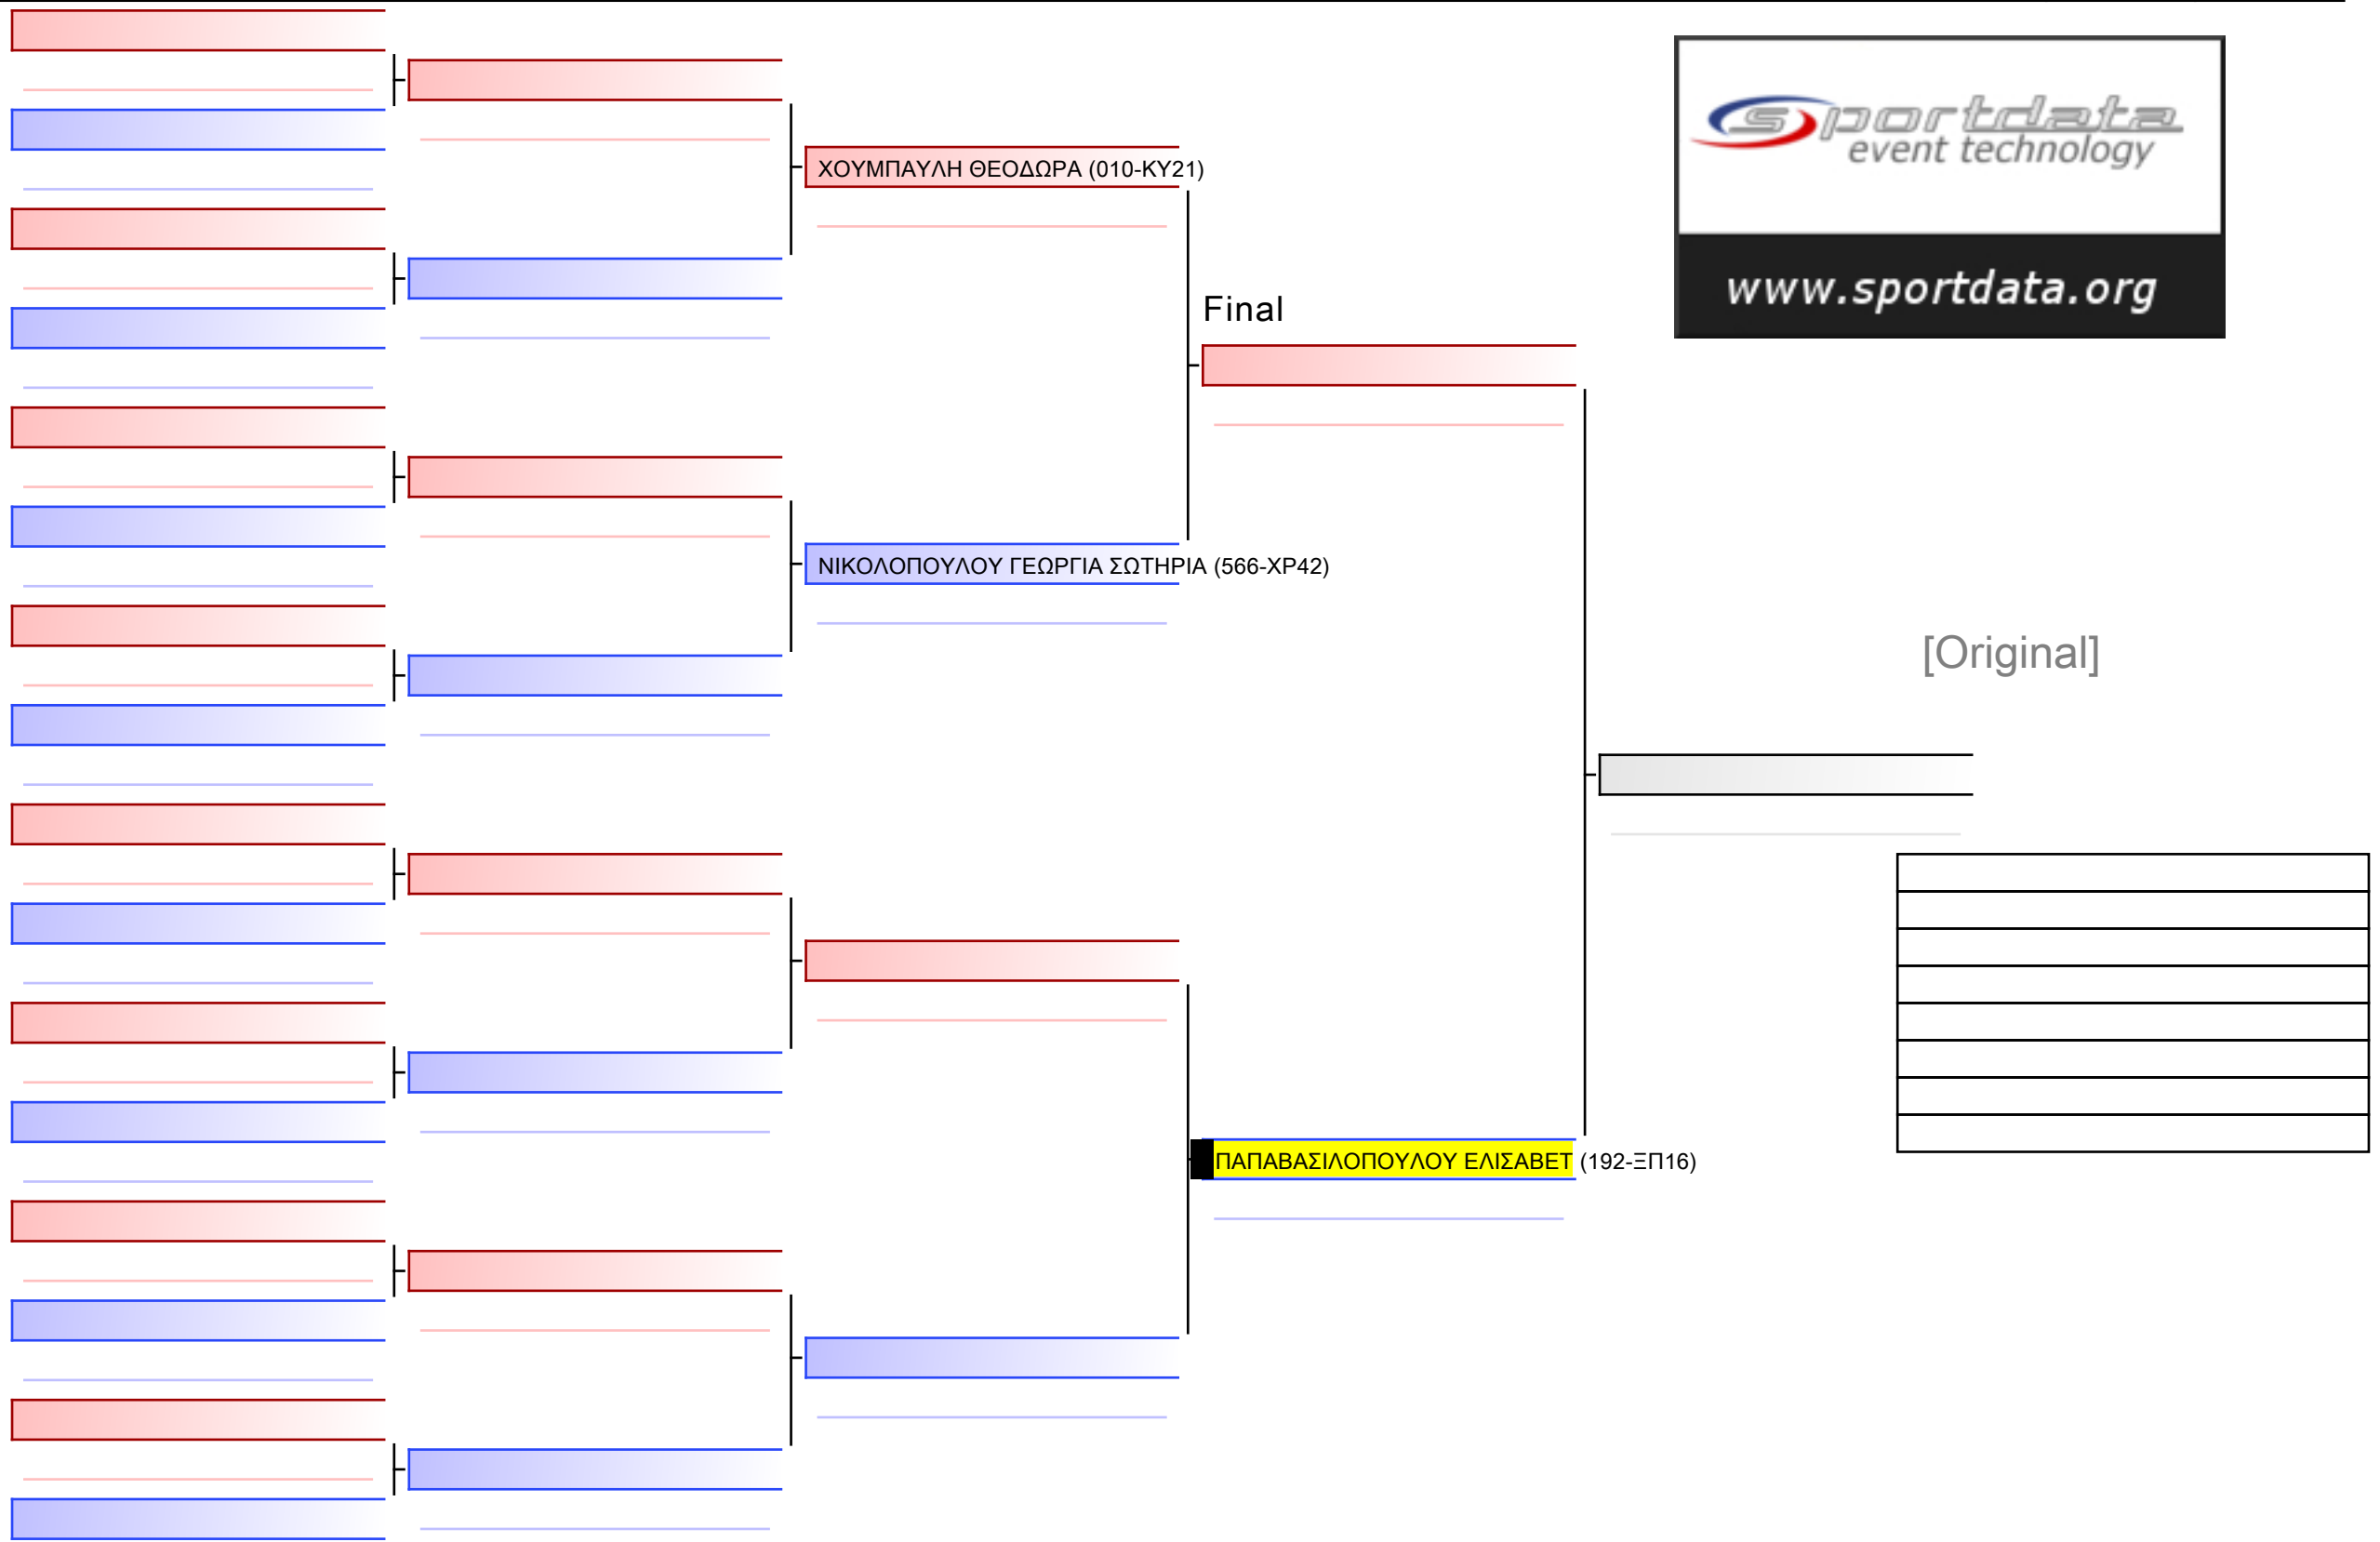 sportdata
event technology
www.sportdata.org
ΧΟΥΜΠΑΥΛΗ ΘΕΟΔΩΡΑ (010-ΚΥ21)
Final
ΝΙΚΟΛΟΠΟΥΛΟΥ ΓΕΩΡΓΙΑ ΣΩΤΗΡΙΑ (566-ΧΡ42)
[Original]
ΠΑΠΑΒΑΣΙΛΟΠΟΥΛΟΥ ΕΛΙΣΑΒΕΤ (192-ΞΠ16)